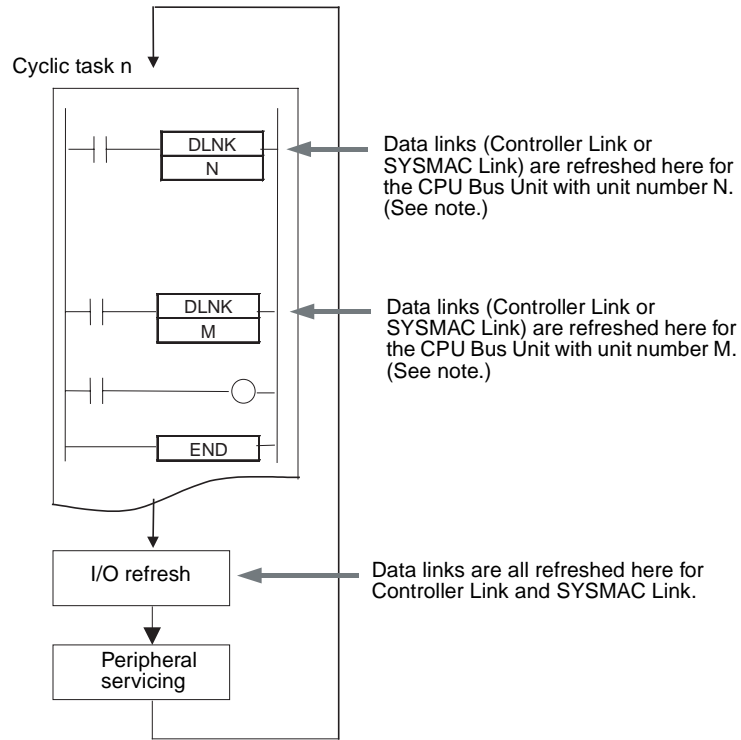 Cyclic task n
DLNK
N
Data links (Controller Link or
SYSMAC Link) are refreshed here for
the CPU Bus Unit with unit number N.
(See note.)
DLNK
M
Data links (Controller Link or
SYSMAC Link) are refreshed here for
the CPU Bus Unit with unit number M.
(See note.)
END
I/O refresh
Data links are all refreshed here for
Controller Link and SYSMAC Link.
Peripheral
servicing